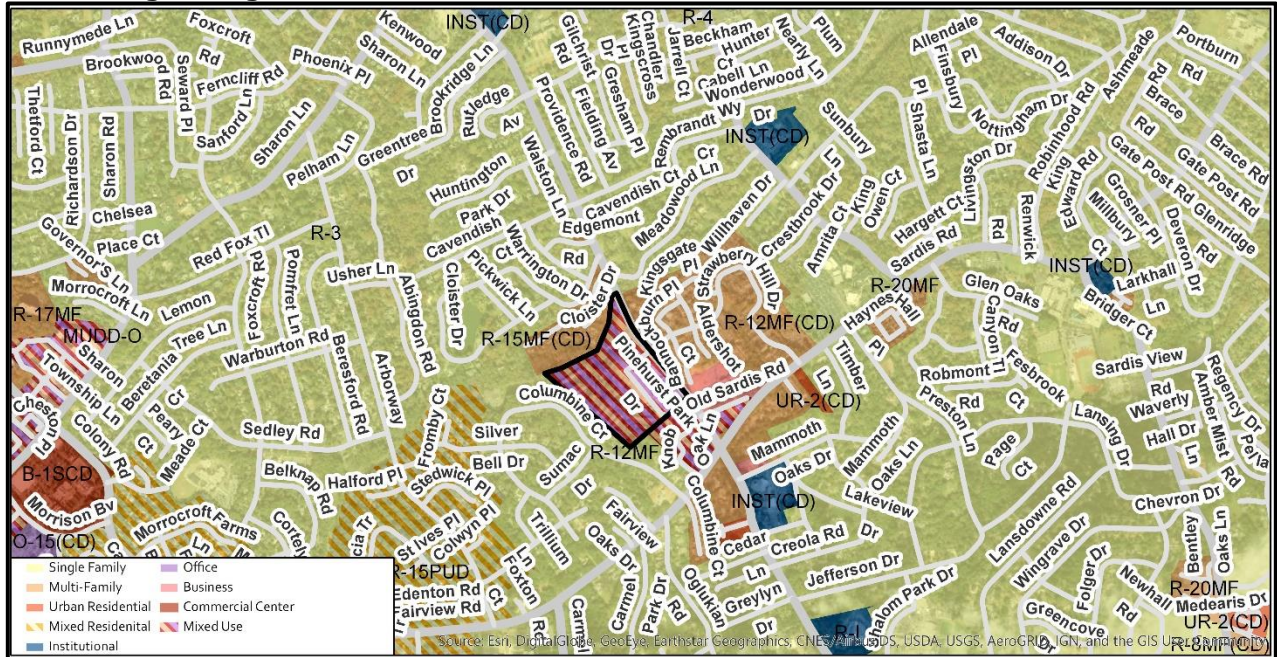 INST(CD)
R-4
Runnymede Ln
Foxcroft Rd
Kenwood
Sharon Ln
Brookwood Rd
Seward Pl
Ferncliff Rd
Phoenix Pl
Thetford Ct
Richardson Dr
Sharon Rd
Sanford Ln
Sharon Ln
Pelham Ln
Greentree Dr
Brookridge Ln
Rutledge Av
Gilchrist Rd
Fielding Av
Gresham Pl
Kingscross Dr
Chandler Pl
Jarrell Ct
Beckham Ct
Hunter
Nearly Ln
Plum
Cabell Ln
Wonderwood Dr
Rembrandt Wy
Providence Rd
Walston Ln
Huntington Park Dr
INST(CD)
Sunbury Ln
Allendale Pl
Finsbury Pl
Addison Dr
Nottingham Dr
Shasta Ln
Livingston Dr
Robinhood Rd
Ashmeade Rd
Portburn Rd
Brace Rd
Brace Rd
King Edward Rd
Gate Post Rd
Gate Post Rd
Glenridge Rd
Grosner Pl
Millbury Ct
Deveron Dr
Larkhall Ln
Bridger Ct
INST(CD)
Chelsea
Place Ct
Governor'S Ln
Morrocroft Ln
Red Fox Tl
R-3
Cavendish Ct
Cavendish Ct
Edgemont Rd
Meadowood Ln
Cr
Warrington Dr
Pickwick Ln
Cloister Dr
Cloister Dr
Usher Ln
Abingdon Rd
Foxcroft Rd
Pomfret Ln
Lemon Tree Ln
Beretania Cr
Warburton Rd
Beresford Rd
Arborway
Kingsgate Pl
Willhaven Dr
Crestbrook Dr
Amrita Ct
King Owen Ct
Hargett Ct
Sardis Rd
Renwick Rd
Strawberry Hill Dr
Bannockburn Pl
Aldershot Ct
R-12MF(CD)
R-15MF(CD)
R-20MF
Haynes Hall Pl
Glen Oaks Rd
Canyon Tl
Fesbrook Ct
Robmont Rd
Timber Ln
Preston Ln
Page Ct
Lansing Dr
Sardis View Rd
Waverly Hall Dr
Amber Mist Rd
Regency Dr
Chevron Dr
R-17MF
MUDD-O
Sharon
Township Ln
Colony Rd
Peary Ct
Meade Ct
Sedley Rd
B-1SCD
Morrison Bv
O-15(CD)
Morrocroft Farms Ln
Belknap Rd
Halford Pl
Fromby Ct
Silver Bell Dr
Stedwick Pl
St Ives Pl
Colwyn Pl
R-15PUD
Edenton Rd
Fairview Rd
Foxton
Trillium Ln
Sumac Dr
Columbine Ct
R-12MF
Pinehurst Park Dr
Old Sardis Rd
Oak Ln
UR-2(CD)
Mammoth Oaks Dr
Mammoth Oaks Ln
Lakeview Dr
INST(CD)
Columbine Ct
Cedar
Creola Rd
Jefferson Dr
Greylyn Dr
Oglukian Rd
Fairview Oaks Dr
Carmel Park Dr
Carmel
Shalom Park Dr
R-I
Lansdowne Rd
Wingrave Dr
Folger Dr
Greencove Dr
Newhall Rd
Bentley Oaks Ln
R-20MF
Medearis Dr
UR-2(CD)
R-8MF(CD)
Single Family
Multi-Family
Urban Residential
Mixed Residenital
Institutional
Office
Business
Commercial Center
Mixed Use
Source: Esri, DigitalGlobe, GeoEye, Earthstar Geographics, CNES/Airbus DS, USDA, USGS, AeroGRID, IGN, and the GIS User Community